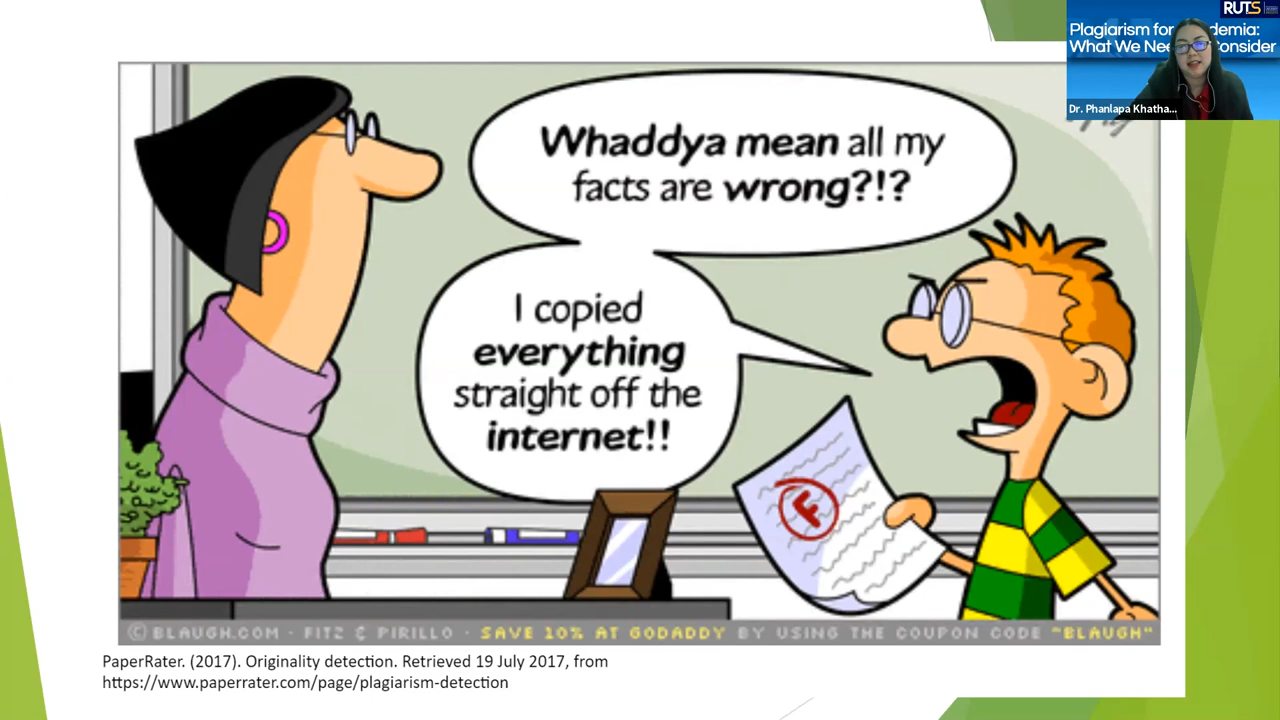 RUTS
Plagiarism for
demia:
What We Nee
Consider
Dr. Phanlapa Khatha...
Whaddya mean all my
facts are wrong?!?
I copied
everything
straight off the
internet!!
F
© BLAUGH.COM · FITZ & PIRILLO · SAVE 10% AT GODADDY BY USING THE COUPON CODE "BLAUGH"
PaperRater. (2017). Originality detection. Retrieved 19 July 2017, from
https://www.paperrater.com/page/plagiarism-detection